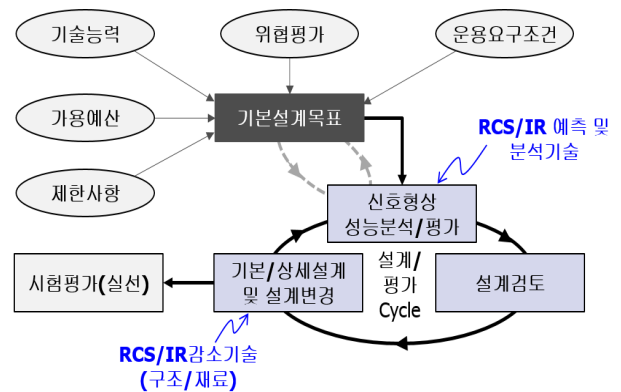 기술능력
위협평가
운용요구조건
가용예산
기본설계목표
RCS/IR 예측 및
분석기술
제한사항
신호형상
성능분석/평가
시험평가(실선)
기본/상세설계
및 설계변경
설계/
평가
Cycle
설계검토
RCS/IR감소기술
(구조/재료)